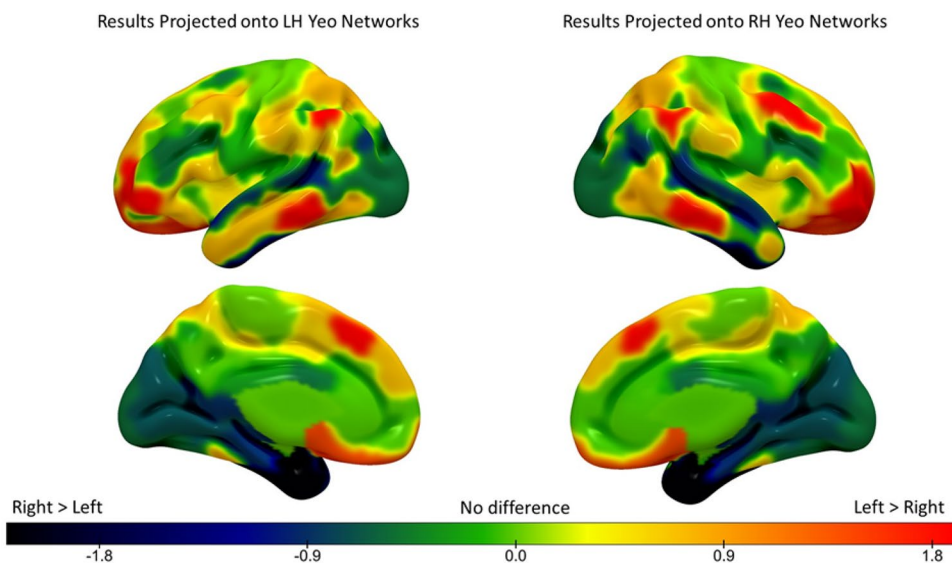 Results Projected onto LH Yeo Networks
Results Projected onto RH Yeo Networks
Right > Left
No difference
Left > Right
-1.8
-0.9
0.0
0.9
1.8